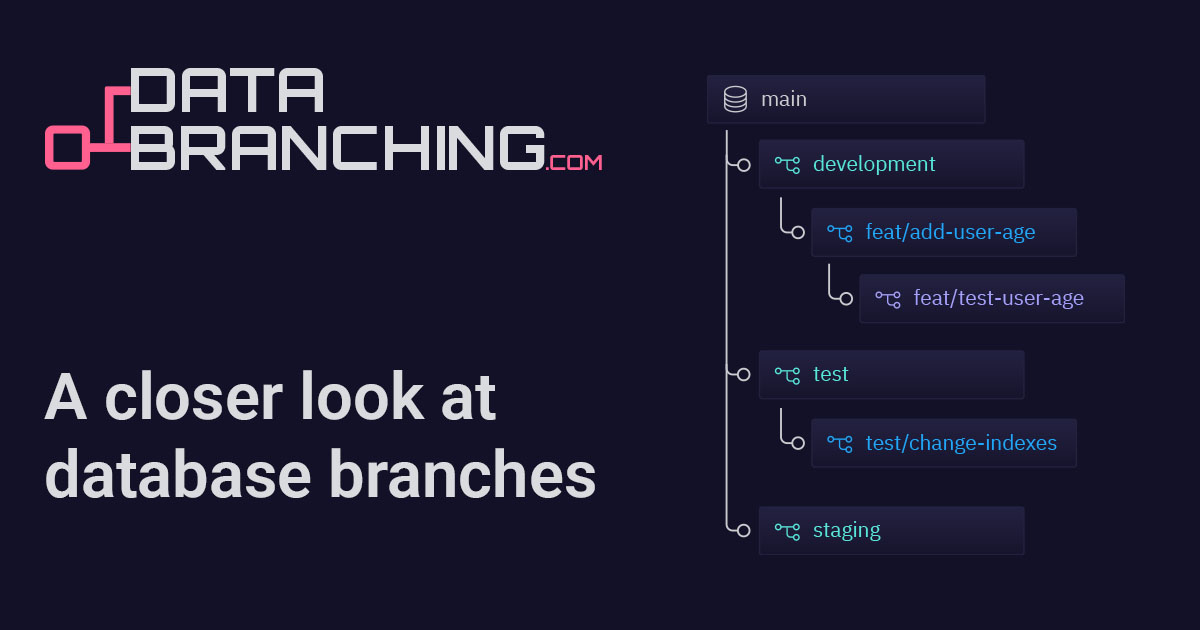 DATA
BRANCHING.COM
A closer look at
database branches
main
development
feat/add-user-age
feat/test-user-age
test
test/change-indexes
staging